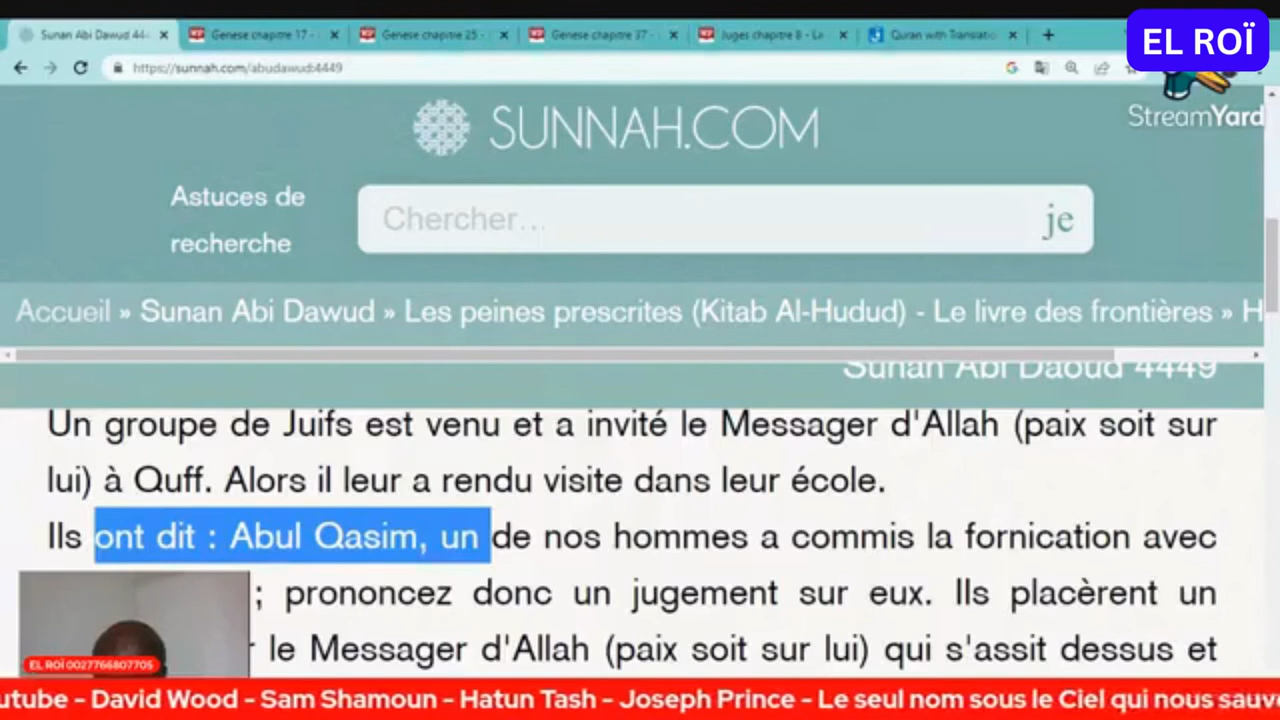 Sunan Abi Dawud 44
Genese chapitre 17 -
Genese chapitre 25 -
Genese chapitre 37 -
Juges chapitre 8 - La
Quran with Translatio
EL ROÏ
https://sunnah.com/abudawud:4449
StreamYard
SUNNAH.COM
Astuces de
recherche
Chercher...
je
Accueil » Sunan Abi Dawud » Les peines prescrites (Kitab Al-Hudud) - Le livre des frontières » H
Sunan Abi Daoud 4449
Un groupe de Juifs est venu et a invité le Messager d'Allah (paix soit sur
lui) à Quff. Alors il leur a rendu visite dans leur école.
Ils ont dit : Abul Qasim, un de nos hommes a commis la fornication avec
; prononcez donc un jugement sur eux. Ils placèrent un
le Messager d'Allah (paix soit sur lui) qui s'assit dessus et
EL ROÏ 0027766807705
utube - David Wood - Sam Shamoun - Hatun Tash - Joseph Prince - Le seul nom sous le Ciel qui nous sauv